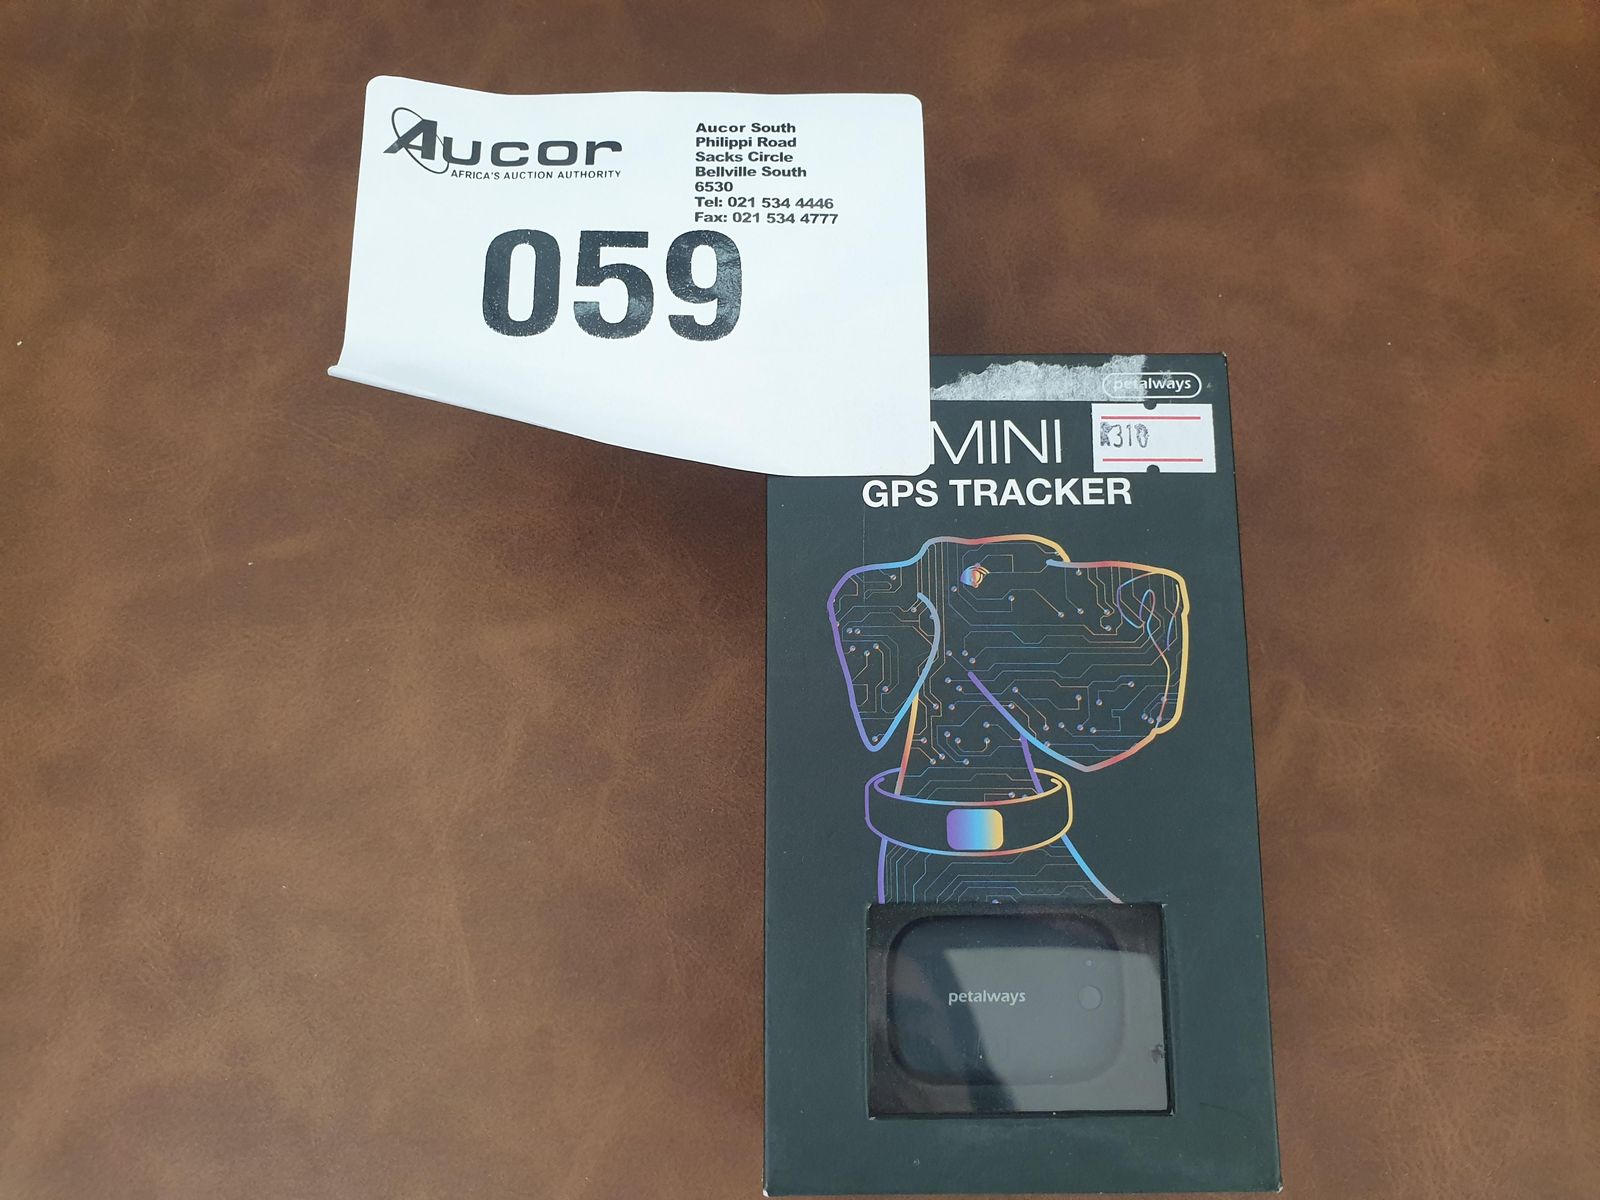 Aucor
AFRICA'S AUCTION AUTHORITY
Aucor South
Philippi Road
Sacks Circle
Bellville South
6530
Tel: 021 534 4446
Fax: 021 534 4777
059
petalways
R310
MINI
GPS TRACKER
petalways